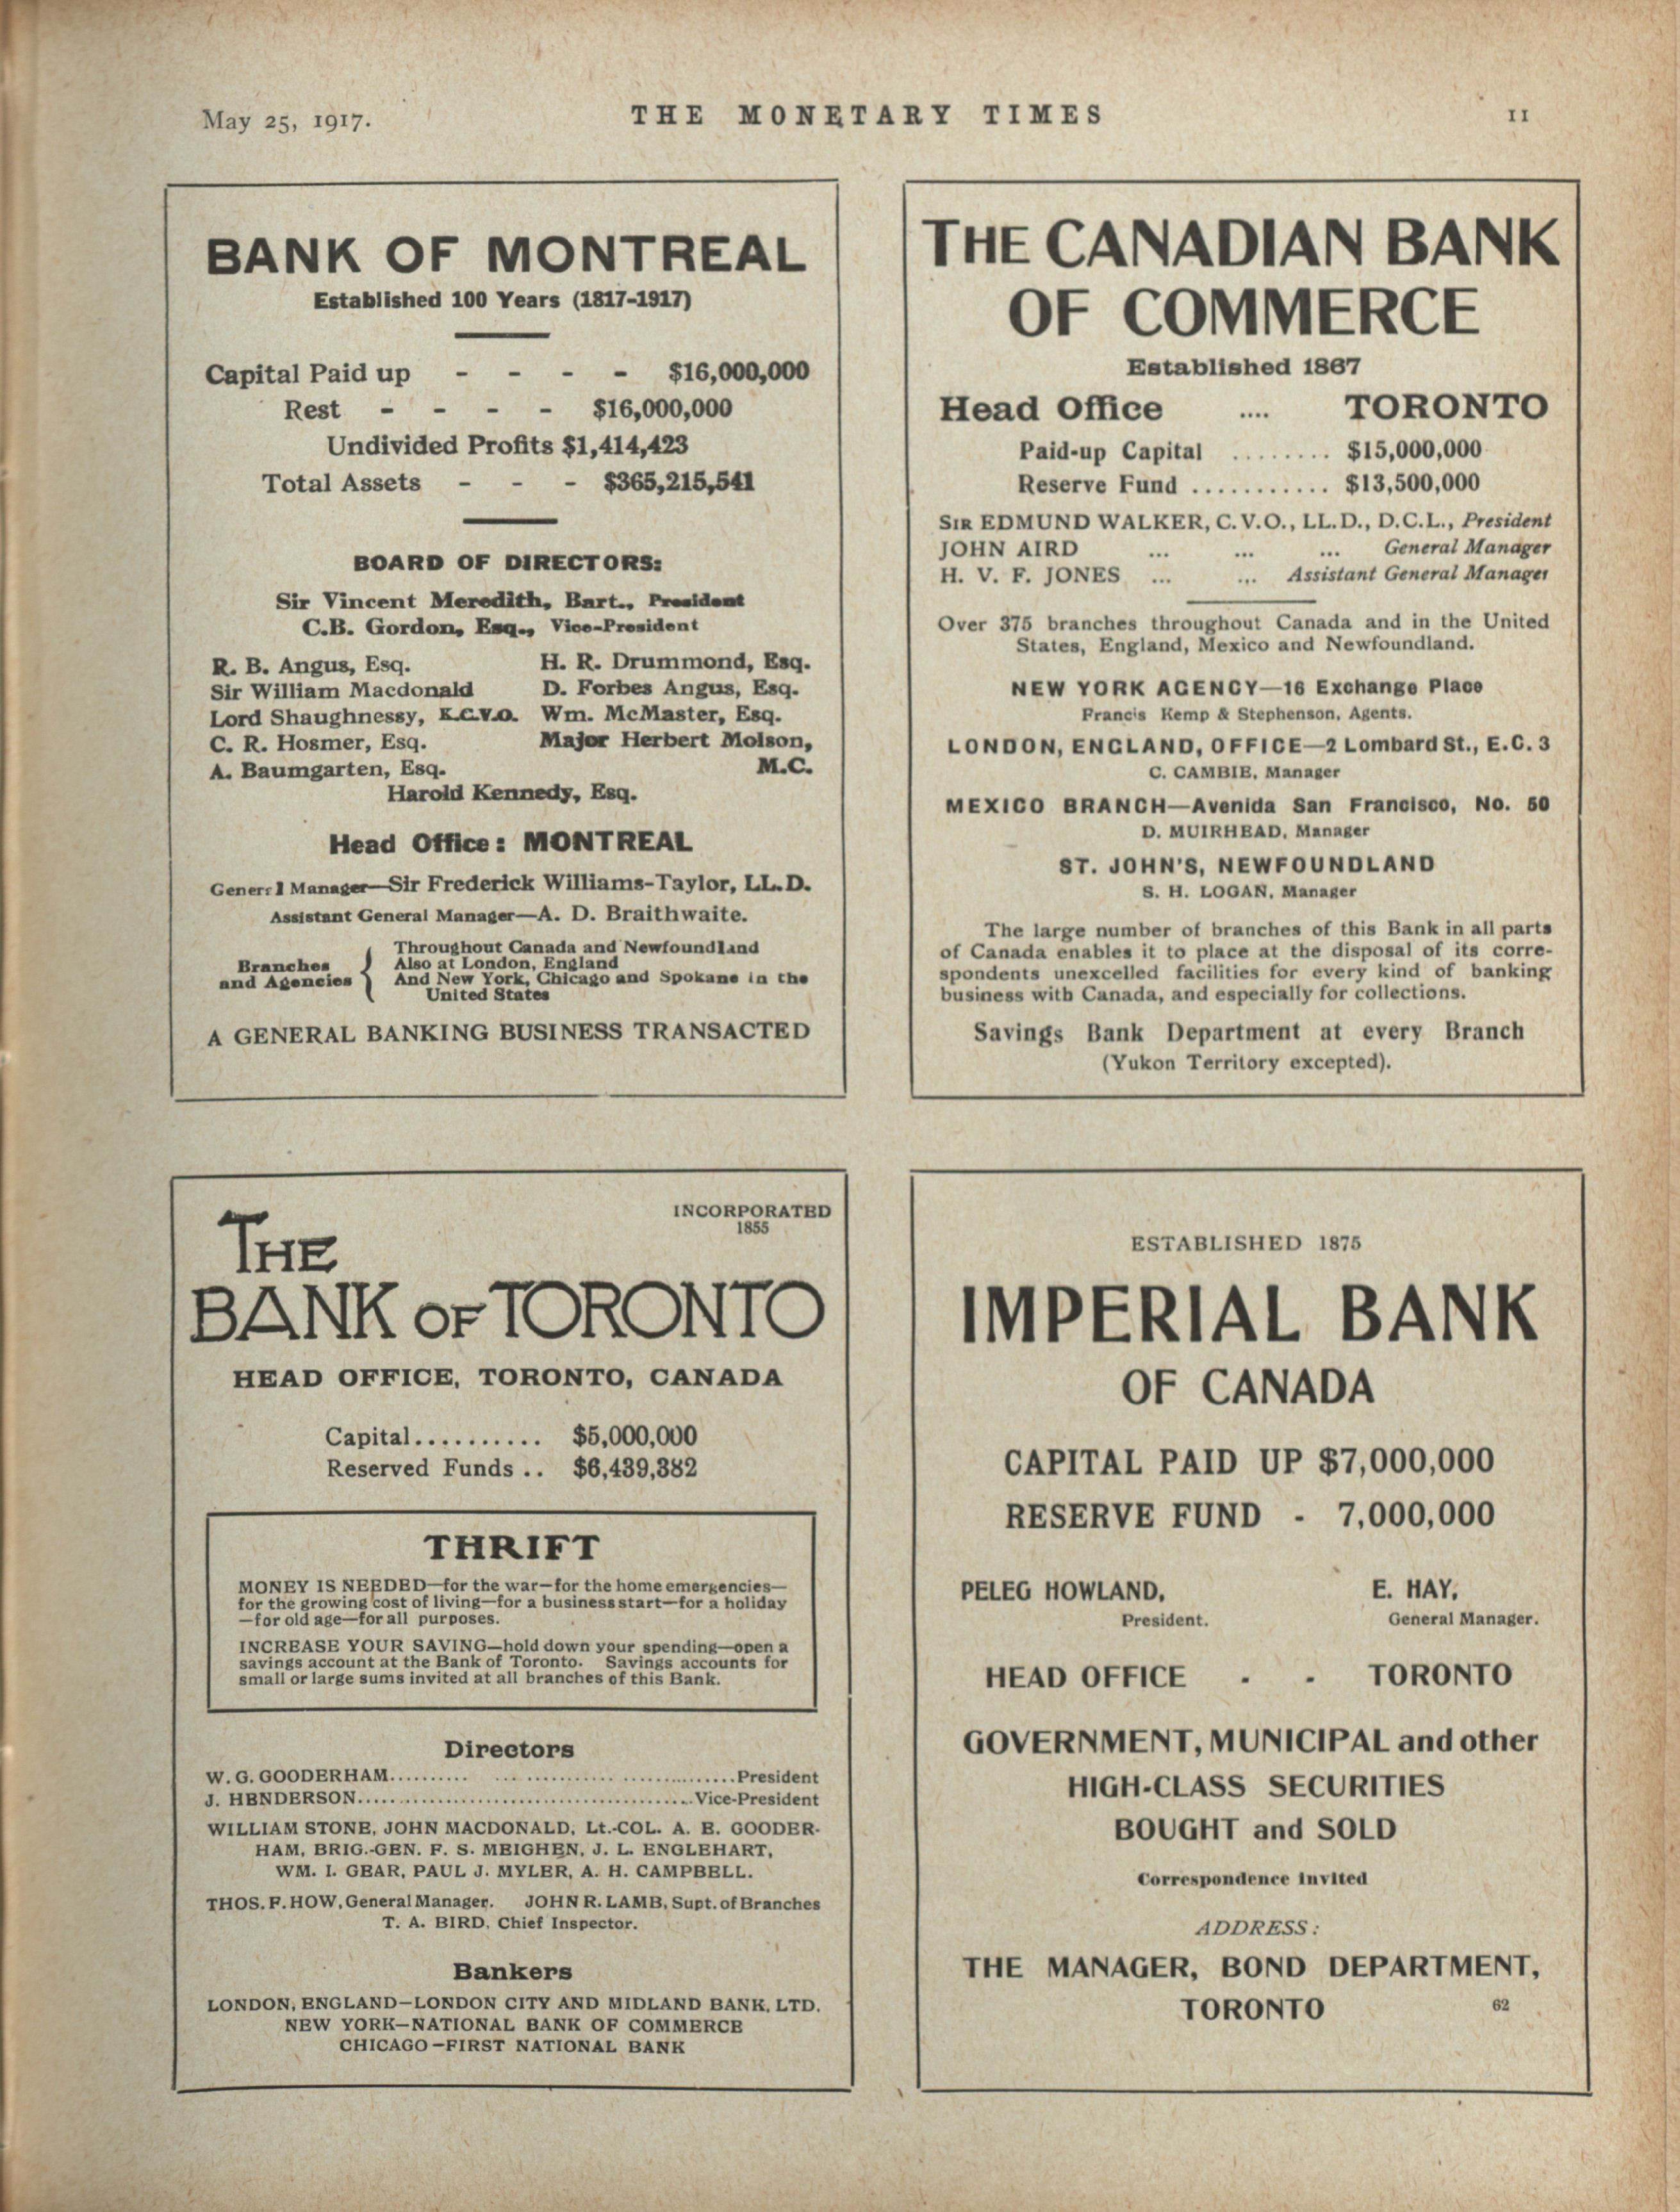 May 25, 1917.
THE MONETARY TIMES
11
BANK OF MONTREAL
Established 100 Years (1817-1917)
Capital Paid up - - - - $16,000,000
Rest - - - - $16,000,000
Undivided Profits $1,414,423
Total Assets - - - $365,215,541
BOARD OF DIRECTORS:
Sir Vincent Meredith, Bart., President
C.B. Gordon, Esq., Vice-President
R. B. Angus, Esq. H. R. Drummond, Esq.
Sir William Macdonald D. Forbes Angus, Esq.
Lord Shaughnessy, K.C.V.O. Wm. McMaster, Esq.
C. R. Hosmer, Esq. Major Herbert Molson,
A. Baumgarten, Esq. M.C.
Harold Kennedy, Esq.
Head Office: MONTREAL
General Manager—Sir Frederick Williams-Taylor, LL.D.
Assistant General Manager—A. D. Braithwaite.
Branches and Agencies {
Throughout Canada and Newfoundland
Also at London, England
And New York, Chicago and Spokane in the
United States
A GENERAL BANKING BUSINESS TRANSACTED
THE CANADIAN BANK
OF COMMERCE
Established 1867
Head Office .... TORONTO
Paid-up Capital ........ $15,000,000
Reserve Fund ........... $13,500,000
SIR EDMUND WALKER, C.V.O., LL.D., D.C.L., President
JOHN AIRD ... ... ... General Manager
H. V. F. JONES ... ... Assistant General Manager
Over 375 branches throughout Canada and in the United
States, England, Mexico and Newfoundland.
NEW YORK AGENCY—16 Exchange Place
Francis Kemp & Stephenson, Agents.
LONDON, ENGLAND, OFFICE—2 Lombard St., E.C. 3
C. CAMBIE, Manager
MEXICO BRANCH—Avenida San Francisco, No. 50
D. MUIRHEAD, Manager
ST. JOHN'S, NEWFOUNDLAND
S. H. LOGAN, Manager
The large number of branches of this Bank in all parts
of Canada enables it to place at the disposal of its corre-
spondents unexcelled facilities for every kind of banking
business with Canada, and especially for collections.
Savings Bank Department at every Branch
(Yukon Territory excepted).
INCORPORATED
1855
THE
BANK OF TORONTO
HEAD OFFICE, TORONTO, CANADA
Capital.......... $5,000,000
Reserved Funds .. $6,439,382
THRIFT
MONEY IS NEEDED—for the war—for the home emergencies—
for the growing cost of living—for a business start—for a holiday
—for old age—for all purposes.
INCREASE YOUR SAVING—hold down your spending—open a
savings account at the Bank of Toronto. Savings accounts for
small or large sums invited at all branches of this Bank.
Directors
W. G. GOODERHAM.......... ... ............. ..............President
J. HENDERSON..........................................Vice-President
WILLIAM STONE, JOHN MACDONALD, Lt.-COL. A. E. GOODER-
HAM, BRIG.-GEN. F. S. MEIGHEN, J. L. ENGLEHART,
WM. I. GEAR, PAUL J. MYLER, A. H. CAMPBELL.
THOS. F. HOW, General Manager. JOHN R. LAMB, Supt. of Branches
T. A. BIRD, Chief Inspector.
Bankers
LONDON, ENGLAND—LONDON CITY AND MIDLAND BANK, LTD.
NEW YORK—NATIONAL BANK OF COMMERCE
CHICAGO—FIRST NATIONAL BANK
ESTABLISHED 1875
IMPERIAL BANK
OF CANADA
CAPITAL PAID UP $7,000,000
RESERVE FUND - 7,000,000
PELEG HOWLAND, E. HAY,
President. General Manager.
HEAD OFFICE - - TORONTO
GOVERNMENT, MUNICIPAL and other
HIGH-CLASS SECURITIES
BOUGHT and SOLD
Correspondence Invited
ADDRESS:
THE MANAGER, BOND DEPARTMENT,
TORONTO 62